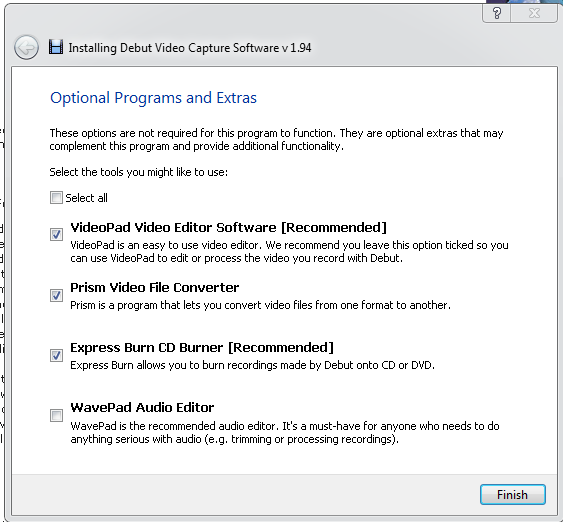 Installing Debut Video Capture Software v 1.94
Optional Programs and Extras
These options are not required for this program to function. They are optional extras that may
complement this program and provide additional functionality.
Select the tools you might like to use:
Select all
VideoPad Video Editor Software [Recommended]
VideoPad is an easy to use video editor. We recommend you leave this option ticked so you
can use VideoPad to edit or process the video you record with Debut.
Prism Video File Converter
Prism is a program that lets you convert video files from one format to another.
Express Burn CD Burner [Recommended]
Express Burn allows you to burn recordings made by Debut onto CD or DVD.
WavePad Audio Editor
WavePad is the recommended audio editor. It's a must-have for anyone who needs to do
anything serious with audio (e.g. trimming or processing recordings).
Finish